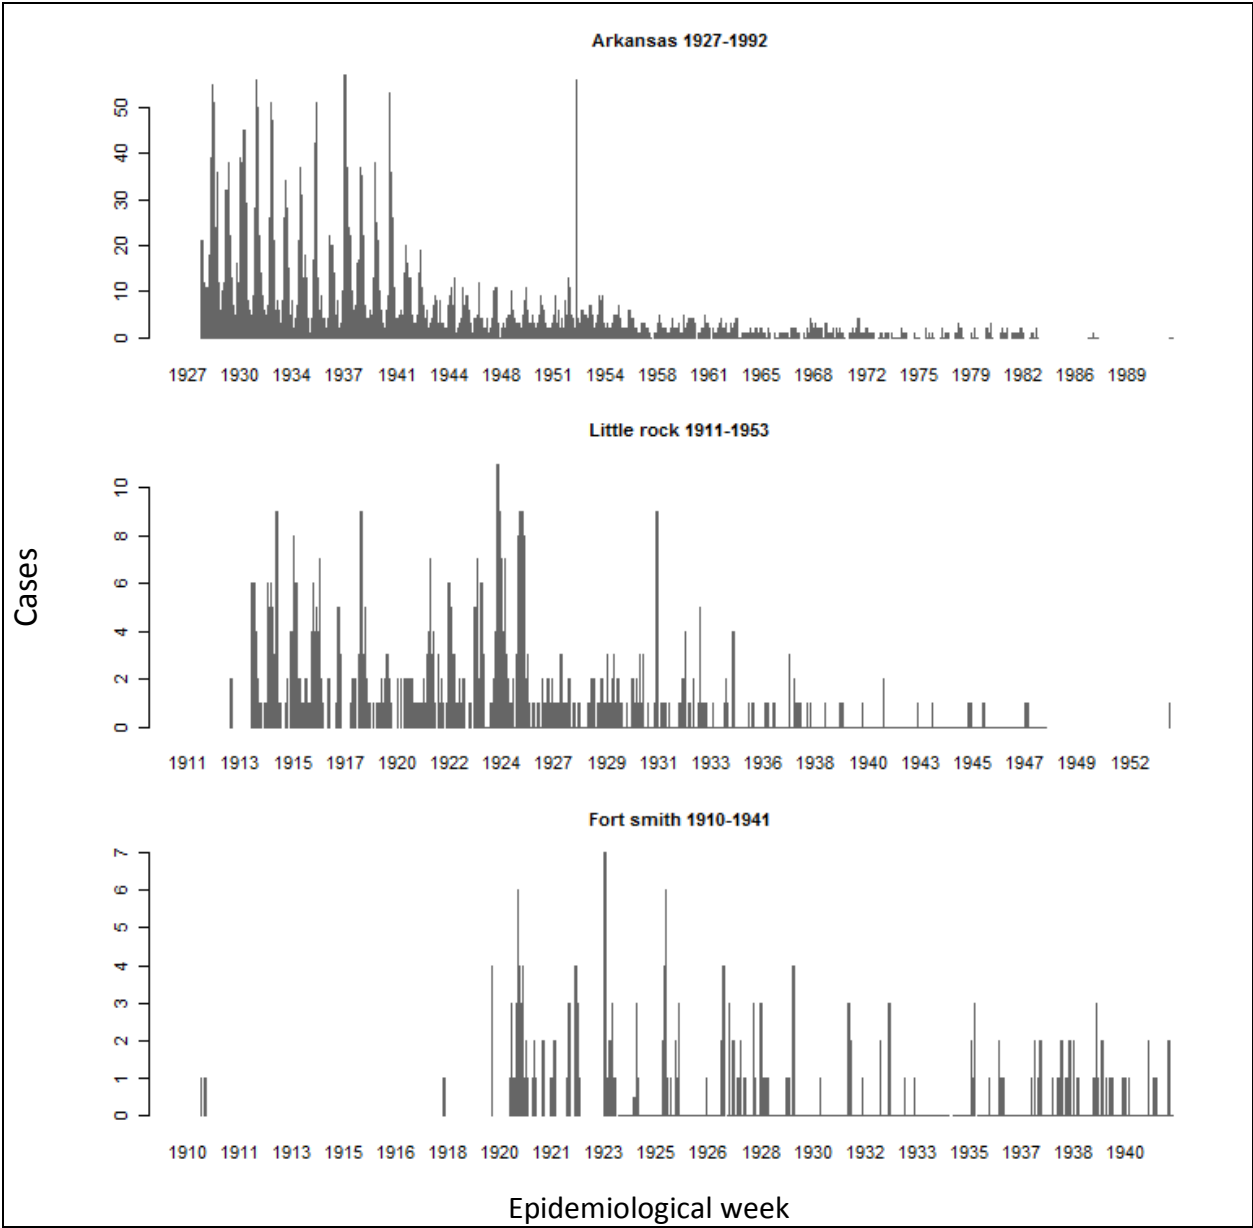 Arkansas 1927-1992
50
40
30
20
10
0
1927 1930 1934 1937 1941 1944 1948 1951 1954 1958 1961 1965 1968 1972 1975 1979 1982 1986 1989
Little rock 1911-1953
10
8
6
4
2
0
1911 1913 1915 1917 1920 1922 1924 1927 1929 1931 1933 1936 1938 1940 1943 1945 1947 1949 1952
Cases
Fort smith 1910-1941
7
6
5
4
3
2
1
0
1910 1911 1913 1915 1916 1918 1920 1921 1923 1925 1926 1928 1930 1932 1933 1935 1937 1938 1940
Epidemiological week